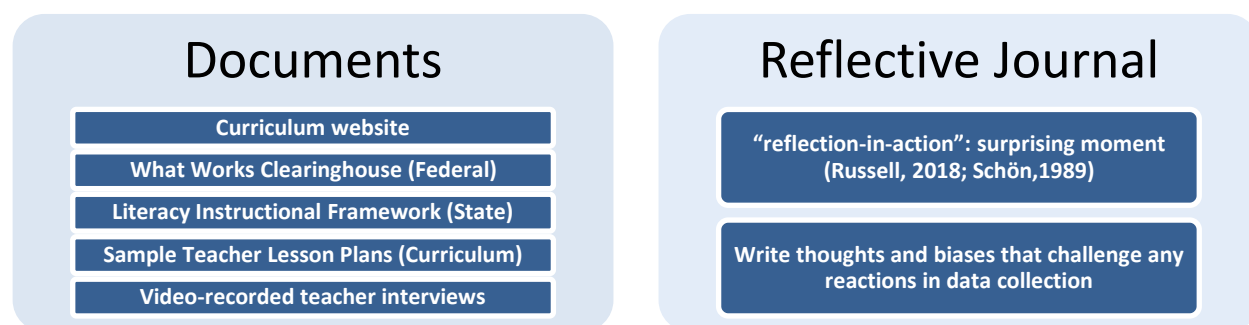 Documents
Curriculum website
What Works Clearinghouse (Federal)
Literacy Instructional Framework (State)
Sample Teacher Lesson Plans (Curriculum)
Video-recorded teacher interviews
Reflective Journal
“reflection-in-action”: surprising moment
(Russell, 2018; Schön,1989)
Write thoughts and biases that challenge any
reactions in data collection